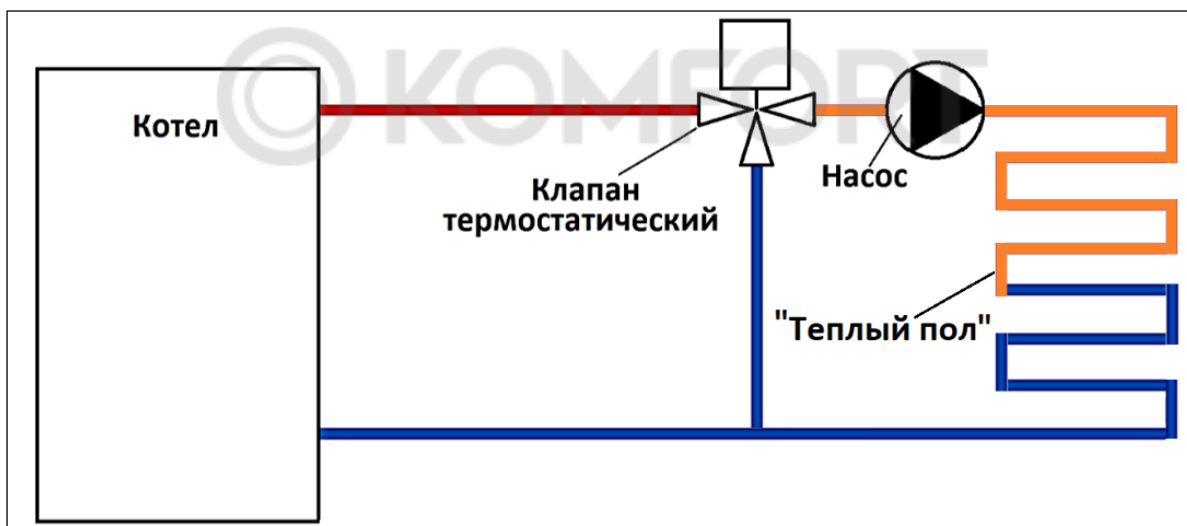 KOMFORT
Котел
Клапан
термостатический
Насос
"Теплый пол"